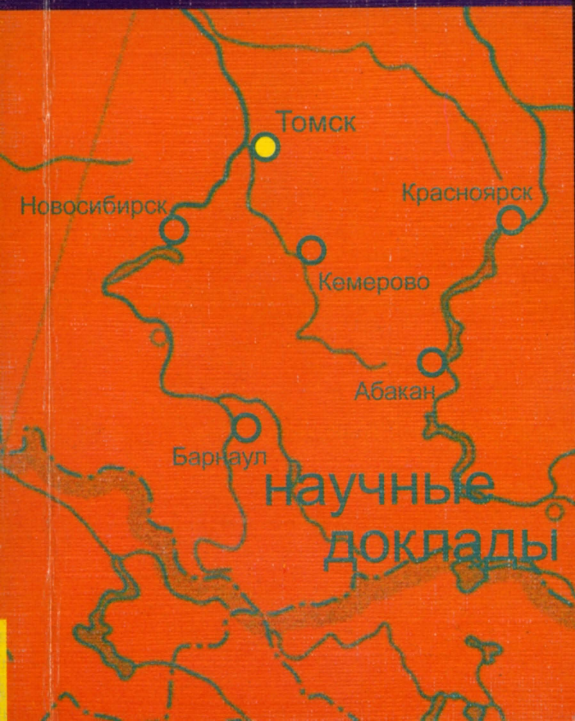 Томск
Красноярск
Новосибирск
Кемерово
Абакан
Барнаул
научные
доклады